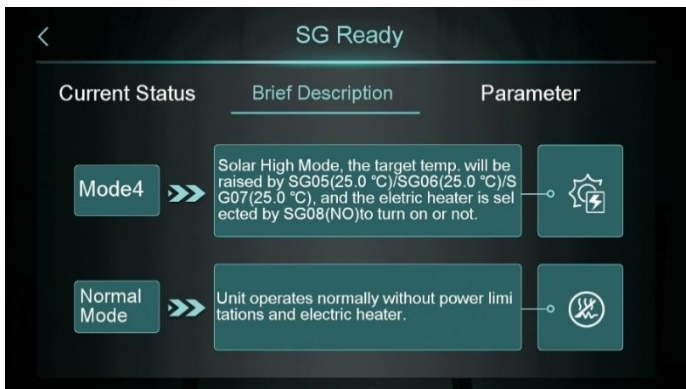 SG Ready
Current Status
Brief Description
Parameter
Mode4
Solar High Mode, the target temp. will be
raised by SG05(25.0 ℃)/SG06(25.0 ℃)/S
G07(25.0 ℃), and the eletric heater is sel
ected by SG08(NO)to turn on or not.
Normal
Mode
Unit operates normally without power limi
tations and electric heater.